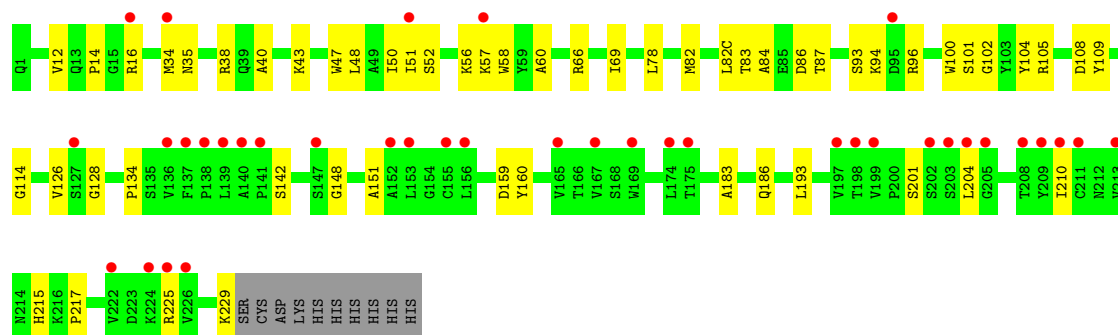 Q1 V12 Q13 P14 G15 R16 M34 N35 R38 Q39 A40 K43 W47 L48 A49 I50 I51 S52 K56 K57 W58 Y59 A60 R66 I69 L78 M82 L82C T83 A84 E85 D86 T87 S93 K94 D95 R96 W100 S101 G102 Y103 Y104 R105 D108 Y109
G114 V126 S127 G128 P134 S135 V136 F137 P138 L139 A140 P141 S142 S147 G148 A151 A152 L153 G154 C155 L156 D159 Y160 V165 T166 V167 S168 W169 L174 T175 A183 Q186 L193 V197 T198 V199 P200 S201 S202 S203 L204 G205 T208 Y209 I210 C211 N212
N214 H215 K216 P217 V222 D223 K224 R225 V226 K229 SER CYS ASP LYS HIS HIS HIS HIS HIS HIS